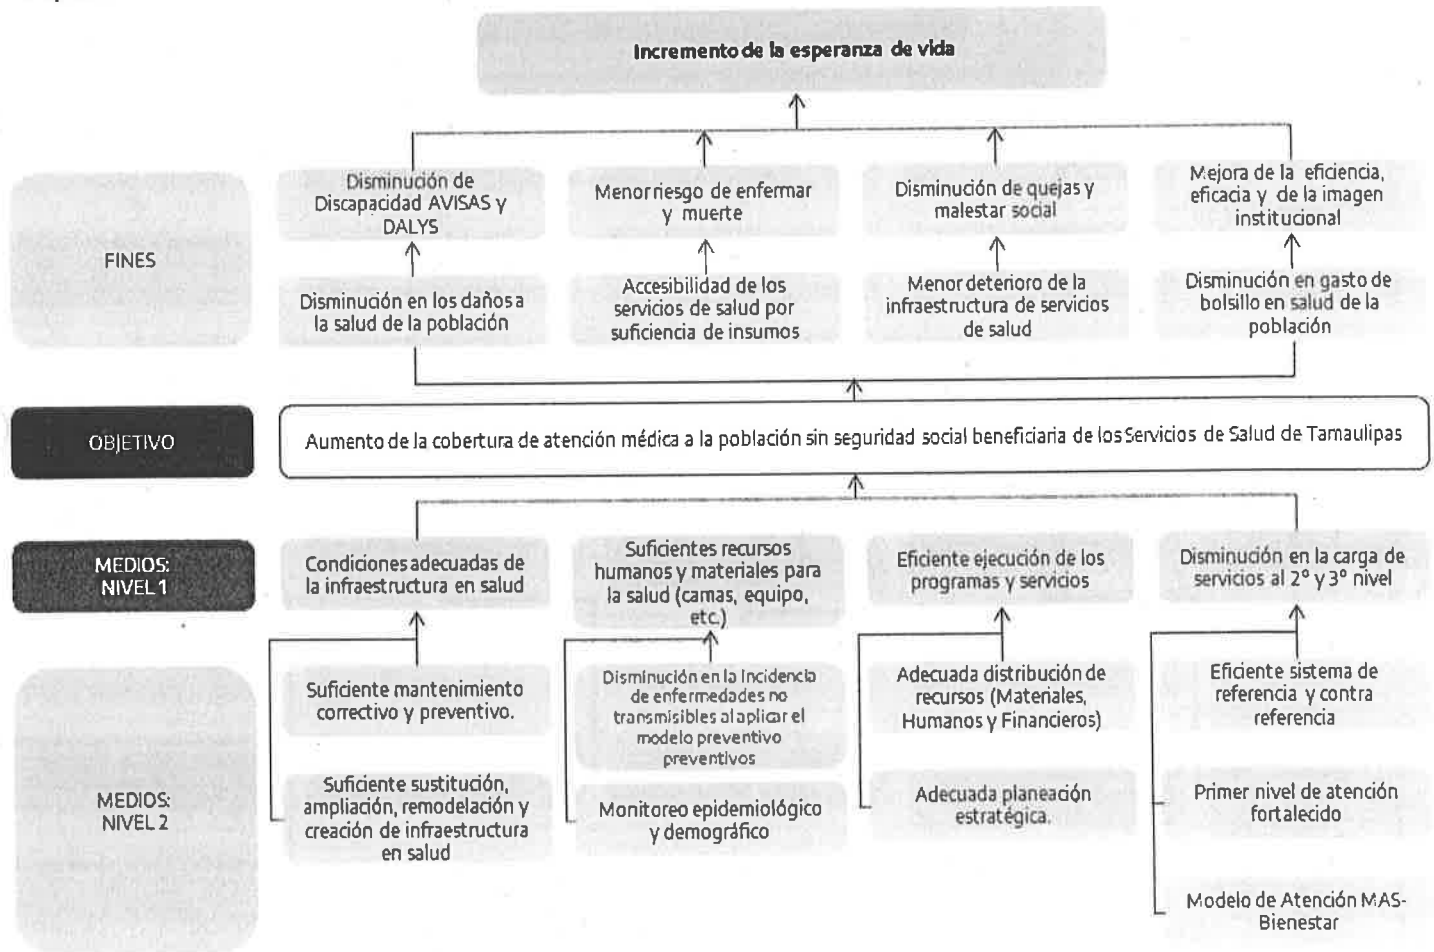 Incremento de la esperanza de vida
FINES
Disminución de
Discapacidad AVISAS y
DALYS
Menor riesgo de enfermar
y muerte
Disminución de quejas y
malestar social
Mejora de la eficiencia,
eficacia y de la imagen
institucional
Disminución en los daños a
la salud de la población
Accesibilidad de los
servicios de salud por
suficiencia de insumos
Menor deterioro de la
infraestructura de servicios
de salud
Disminución en gasto de
bolsillo en salud de la
población
OBJETIVO
Aumento de la cobertura de atención médica a la población sin seguridad social beneficiaria de los Servicios de Salud de Tamaulipas
MEDIOS:
NIVEL 1
Condiciones adecuadas de
la infraestructura en salud
Suficientes recursos
humanos y materiales para
la salud (camas, equipo,
etc.)
Eficiente ejecución de los
programas y servicios
Disminución en la carga de
servicios al 2° y 3° nivel
MEDIOS:
NIVEL 2
Suficiente mantenimiento
correctivo y preventivo.
Disminución en la Incidencia
de enfermedades no
transmisibles al aplicar el
modelo preventivo
preventivos
Adecuada distribución de
recursos (Materiales,
Humanos y Financieros)
Eficiente sistema de
referencia y contra
referencia
Suficiente sustitución,
ampliación, remodelación y
creación de infraestructura
en salud
Monitoreo epidemiológico
y demográfico
Adecuada planeación
estratégica.
Primer nivel de atención
fortalecido
Modelo de Atención MAS-
Bienestar